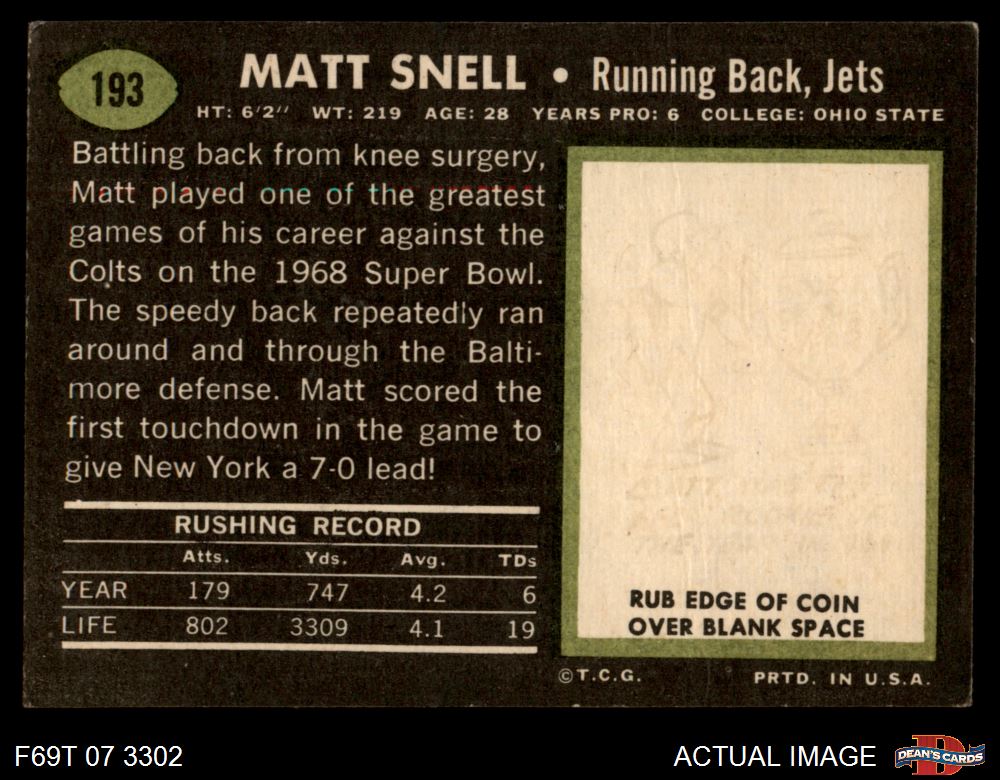 193
MATT SNELL • Running Back, Jets
HT: 6'2'' WT: 219 AGE: 28 YEARS PRO: 6 COLLEGE: OHIO STATE
Battling back from knee surgery,
Matt played one of the greatest
games of his career against the
Colts on the 1968 Super Bowl.
The speedy back repeatedly ran
around and through the Balti-
more defense. Matt scored the
first touchdown in the game to
give New York a 7-0 lead!
RUSHING RECORD
Atts. Yds. Avg. TDs
YEAR 179 747 4.2 6
LIFE 802 3309 4.1 19
RUB EDGE OF COIN
OVER BLANK SPACE
©T.C.G. PRTD. IN U.S.A.
F69T 07 3302
ACTUAL IMAGE
D
DEAN'S CARDS